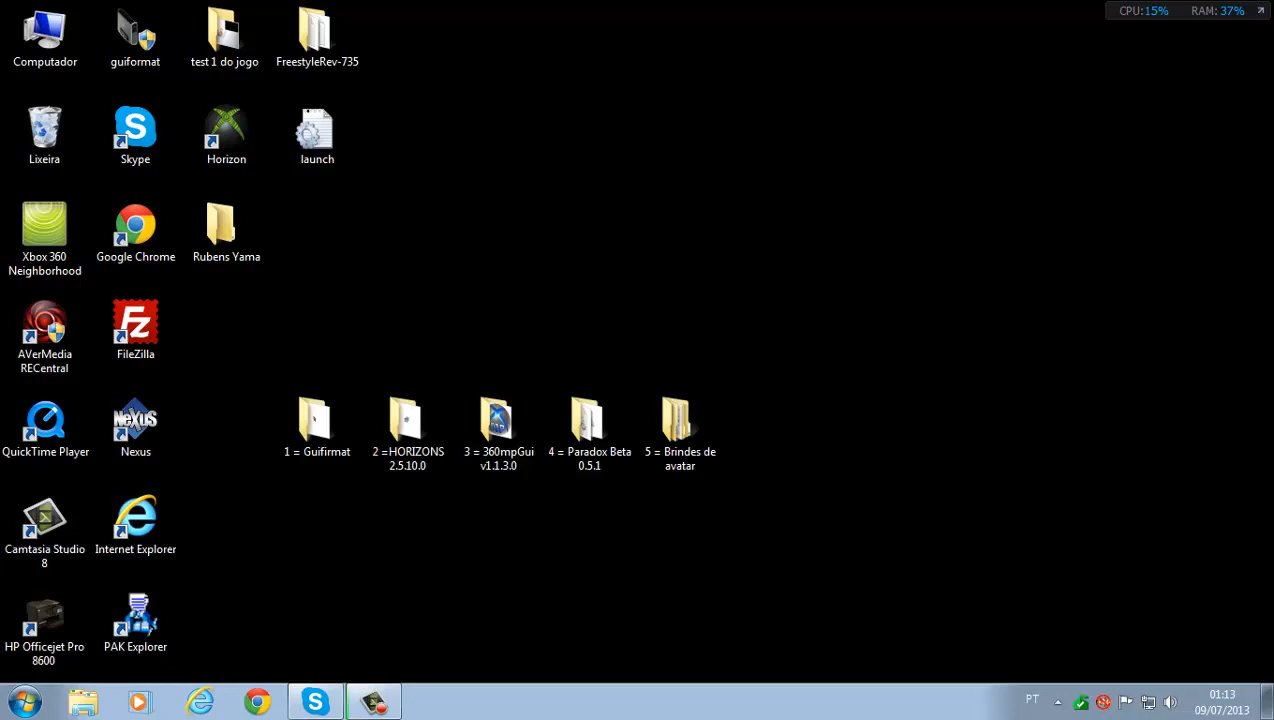 CPU:15% RAM: 37%
Computador
guiformat
test 1 do jogo
FreestyleRev-735
Lixeira
Skype
Horizon
launch
Xbox 360
Neighborhood
Google Chrome
Rubens Yama
AVerMedia
RECentral
FileZilla
QuickTime Player
NEXUS
Nexus
1 = Guifirmat
2 =HORIZONS
2.5.10.0
3 = 360mpGui
v1.1.3.0
4 = Paradox Beta
0.5.1
5 = Brindes de
avatar
Camtasia Studio
8
Internet Explorer
HP Officejet Pro
8600
PAK Explorer
PT
01:13
09/07/2013